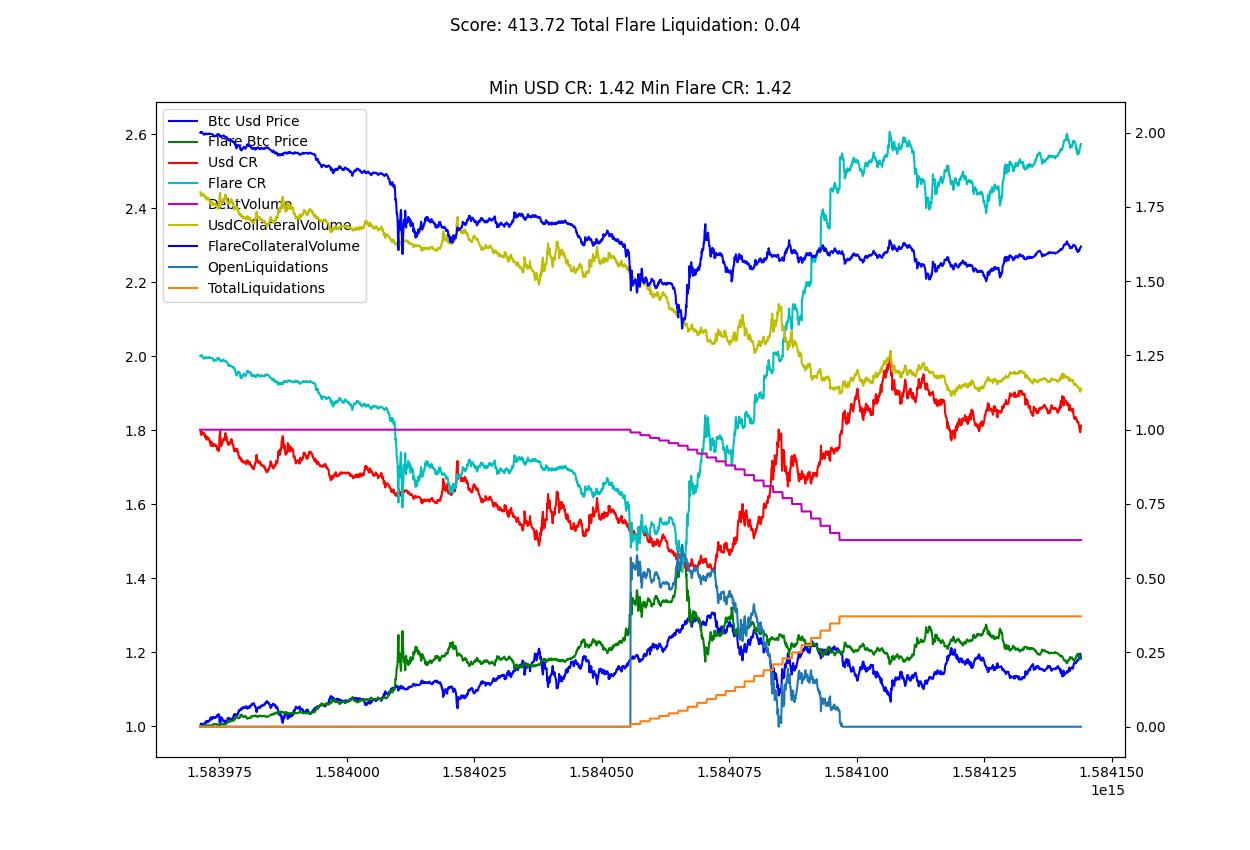 Score: 413.72 Total Flare Liquidation: 0.04
Min USD CR: 1.42 Min Flare CR: 1.42
Btc Usd Price
Flare Btc Price
Usd CR
Flare CR
DebtVolume
UsdCollateralVolume
FlareCollateralVolume
OpenLiquidations
TotalLiquidations
2.6
2.4
2.2
2.0
1.8
1.6
1.4
1.2
1.0
2.00
1.75
1.50
1.25
1.00
0.75
0.50
0.25
0.00
1.583975 1.584000 1.584025 1.584050 1.584075 1.584100 1.584125 1.584150
1e15